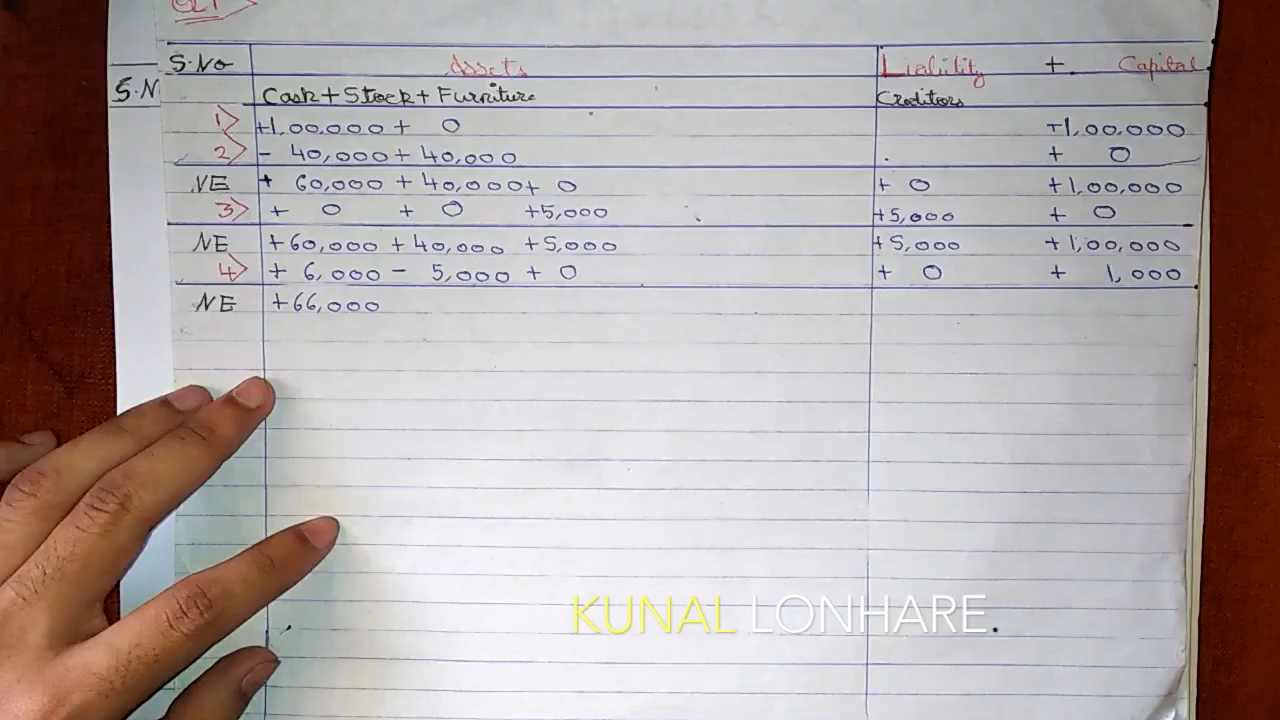 S.No Assets Liability + Capital
S.N Cash + Stock + Furniture Creditors
1> +1,00,000 + 0 +1,00,000
2> - 40,000 + 40,000 + 0
NE + 60,000 + 40,000 + 0 + 0 +1,00,000
3> + 0 + 0 +5,000 +5,000 + 0
NE +60,000 + 40,000 +5,000 +5,000 +1,00,000
4> + 6,000 - 5,000 + 0 + 0 + 1,000
NE +66,000
KUNAL LONHARE.